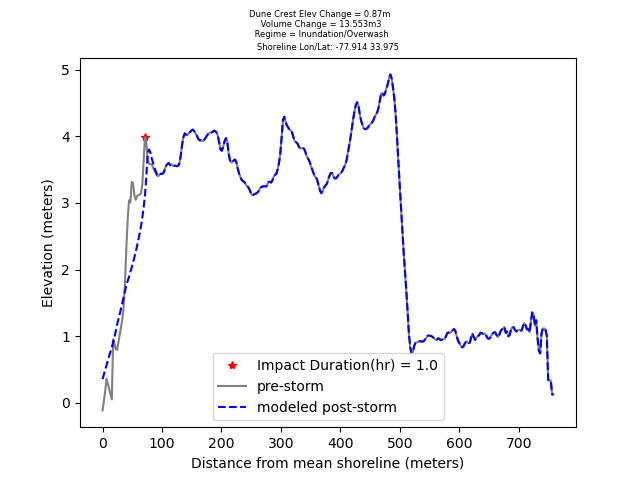 Dune Crest Elev Change = 0.87m
Volume Change = 13.553m3
Regime = Inundation/Overwash
Shoreline Lon/Lat: -77.914 33.975
5
4
3
2
1
0
Elevation (meters)
Impact Duration(hr) = 1.0
pre-storm
modeled post-storm
0 100 200 300 400 500 600 700
Distance from mean shoreline (meters)